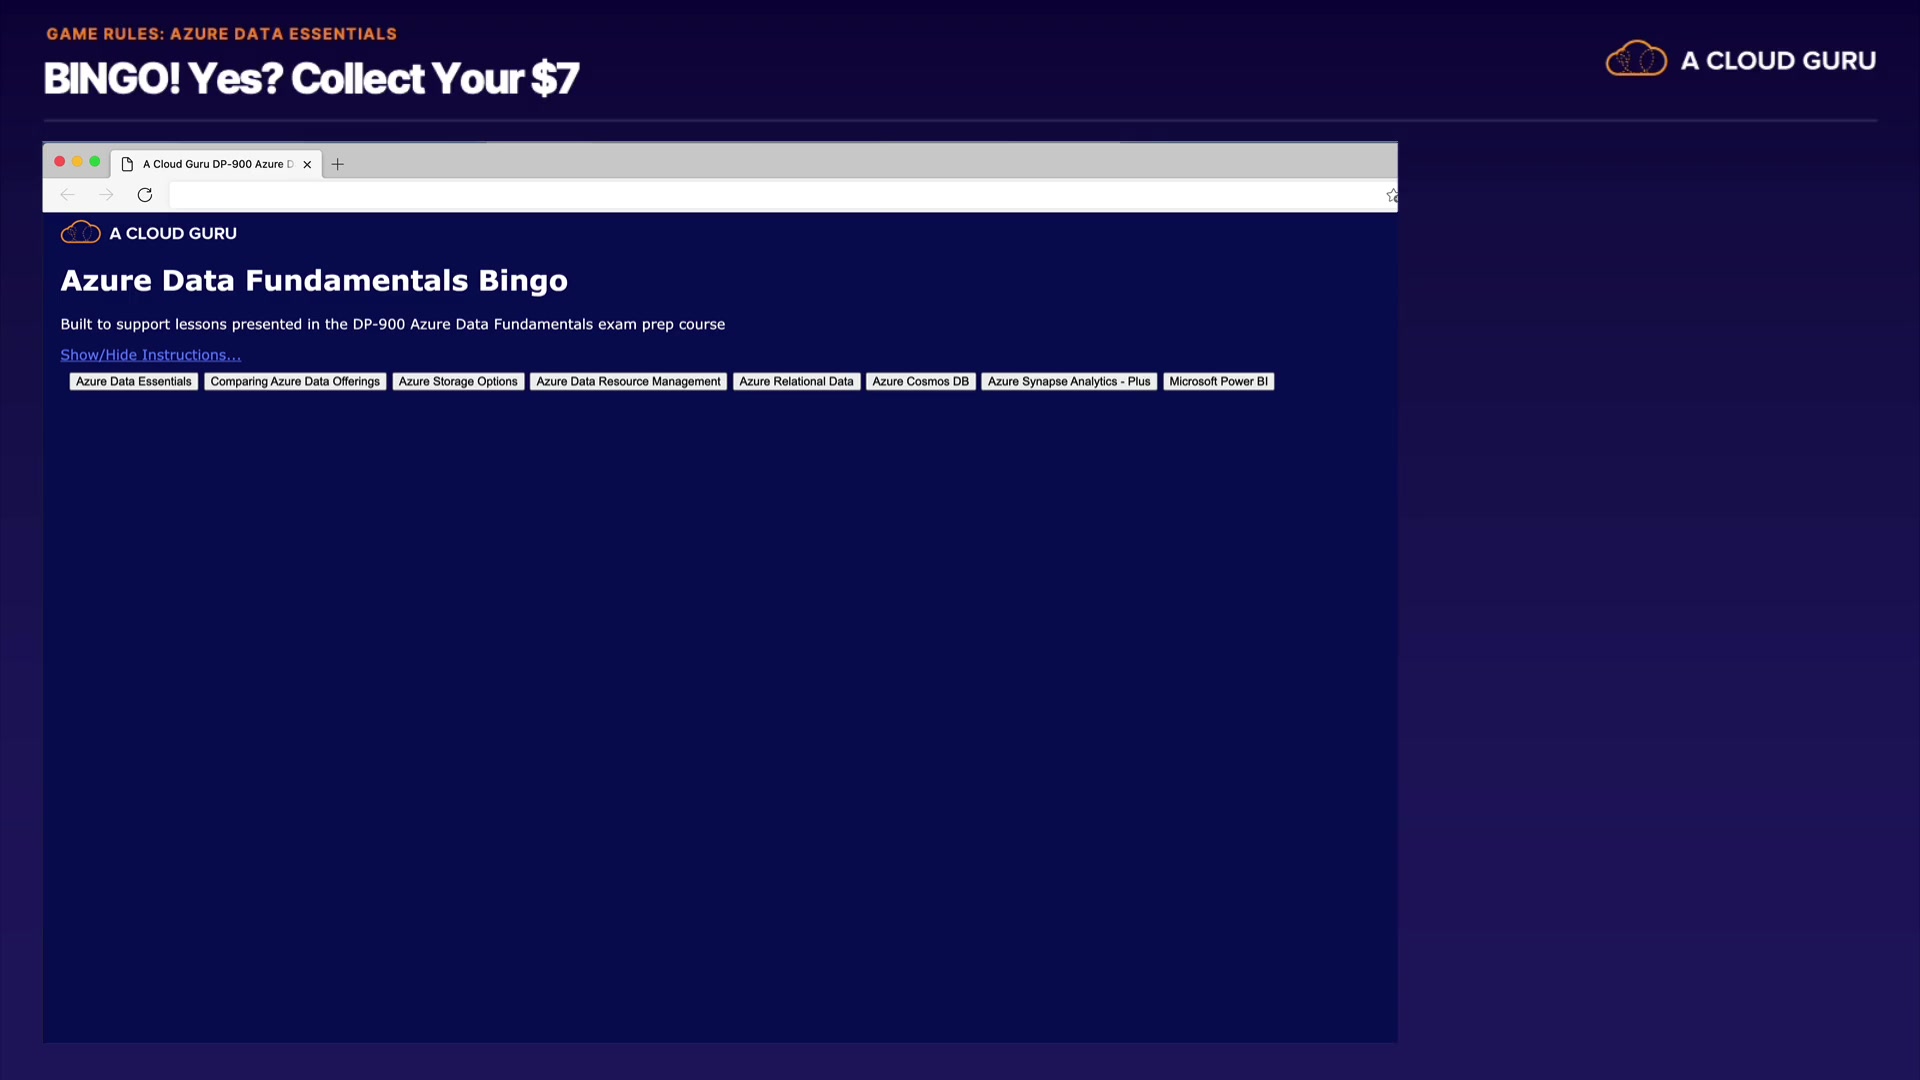 GAME RULES: AZURE DATA ESSENTIALS
BINGO! Yes? Collect Your $7
A CLOUD GURU
A Cloud Guru DP-900 Azure D
A CLOUD GURU
Azure Data Fundamentals Bingo
Built to support lessons presented in the DP-900 Azure Data Fundamentals exam prep course
Show/Hide Instructions...
Azure Data Essentials Comparing Azure Data Offerings Azure Storage Options Azure Data Resource Management Azure Relational Data Azure Cosmos DB Azure Synapse Analytics - Plus Microsoft Power BI